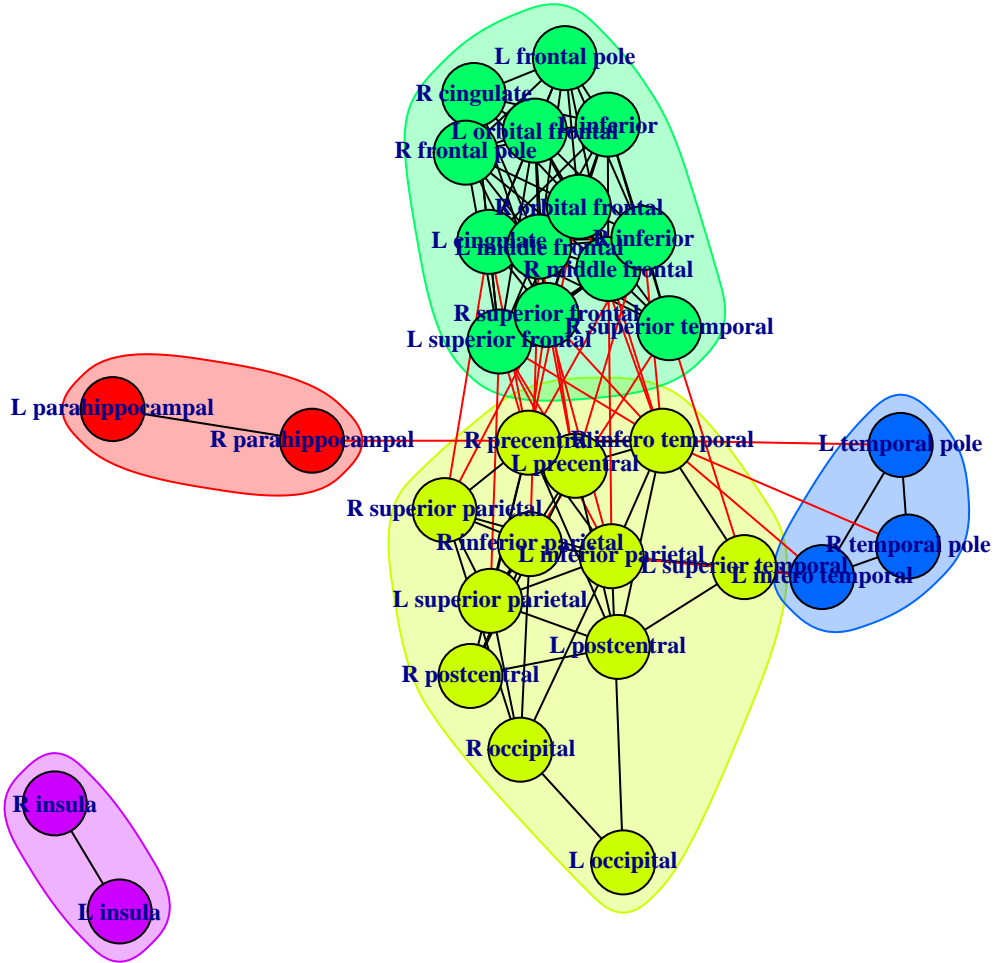 L frontal pole
R cingulate
L orbital frontal
L inferior
R frontal pole
R orbital frontal
L cingulate
L middle frontal
R inferior
R middle frontal
R superior frontal
R superior temporal
L superior frontal
L parahippocampal
R parahippocampal
R precentral
R infero temporal
L temporal pole
L precentral
R superior parietal
R inferior parietal
L inferior parietal
L superior temporal
R temporal pole
L infero temporal
L superior parietal
L postcentral
R postcentral
R occipital
R insula
L occipital
L insula